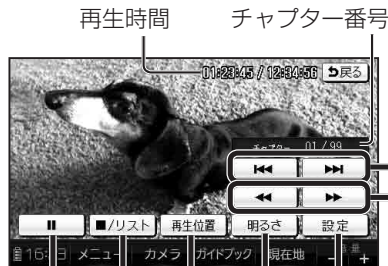 再生時間　チャプター番号
01:23:45 / 12:34:56　戻る
チャプター　01 / 99
■/リスト　再生位置　明るさ　設定
メニュー　カメラ　ガイドブック　現在地